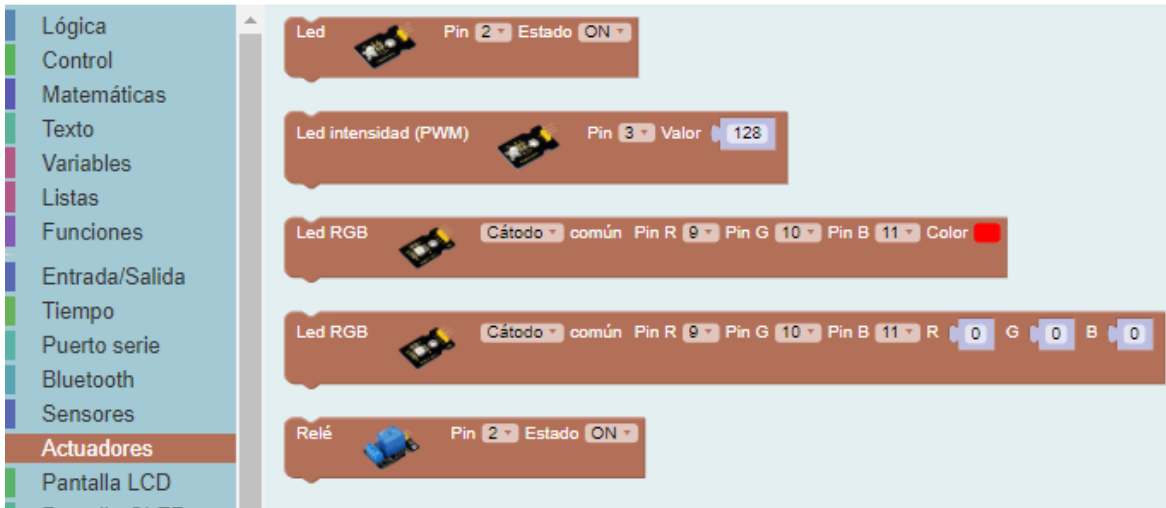 Lógica
Control
Matemáticas
Texto
Variables
Listas
Funciones
Entrada/Salida
Tiempo
Puerto serie
Bluetooth
Sensores
Actuadores
Pantalla LCD
Led Pin 2 Estado ON
Led intensidad (PWM) Pin 3 Valor 128
Led RGB Cátodo común Pin R 9 Pin G 10 Pin B 11 Color
Led RGB Cátodo común Pin R 9 Pin G 10 Pin B 11 R 0 G 0 B 0
Relé Pin 2 Estado ON